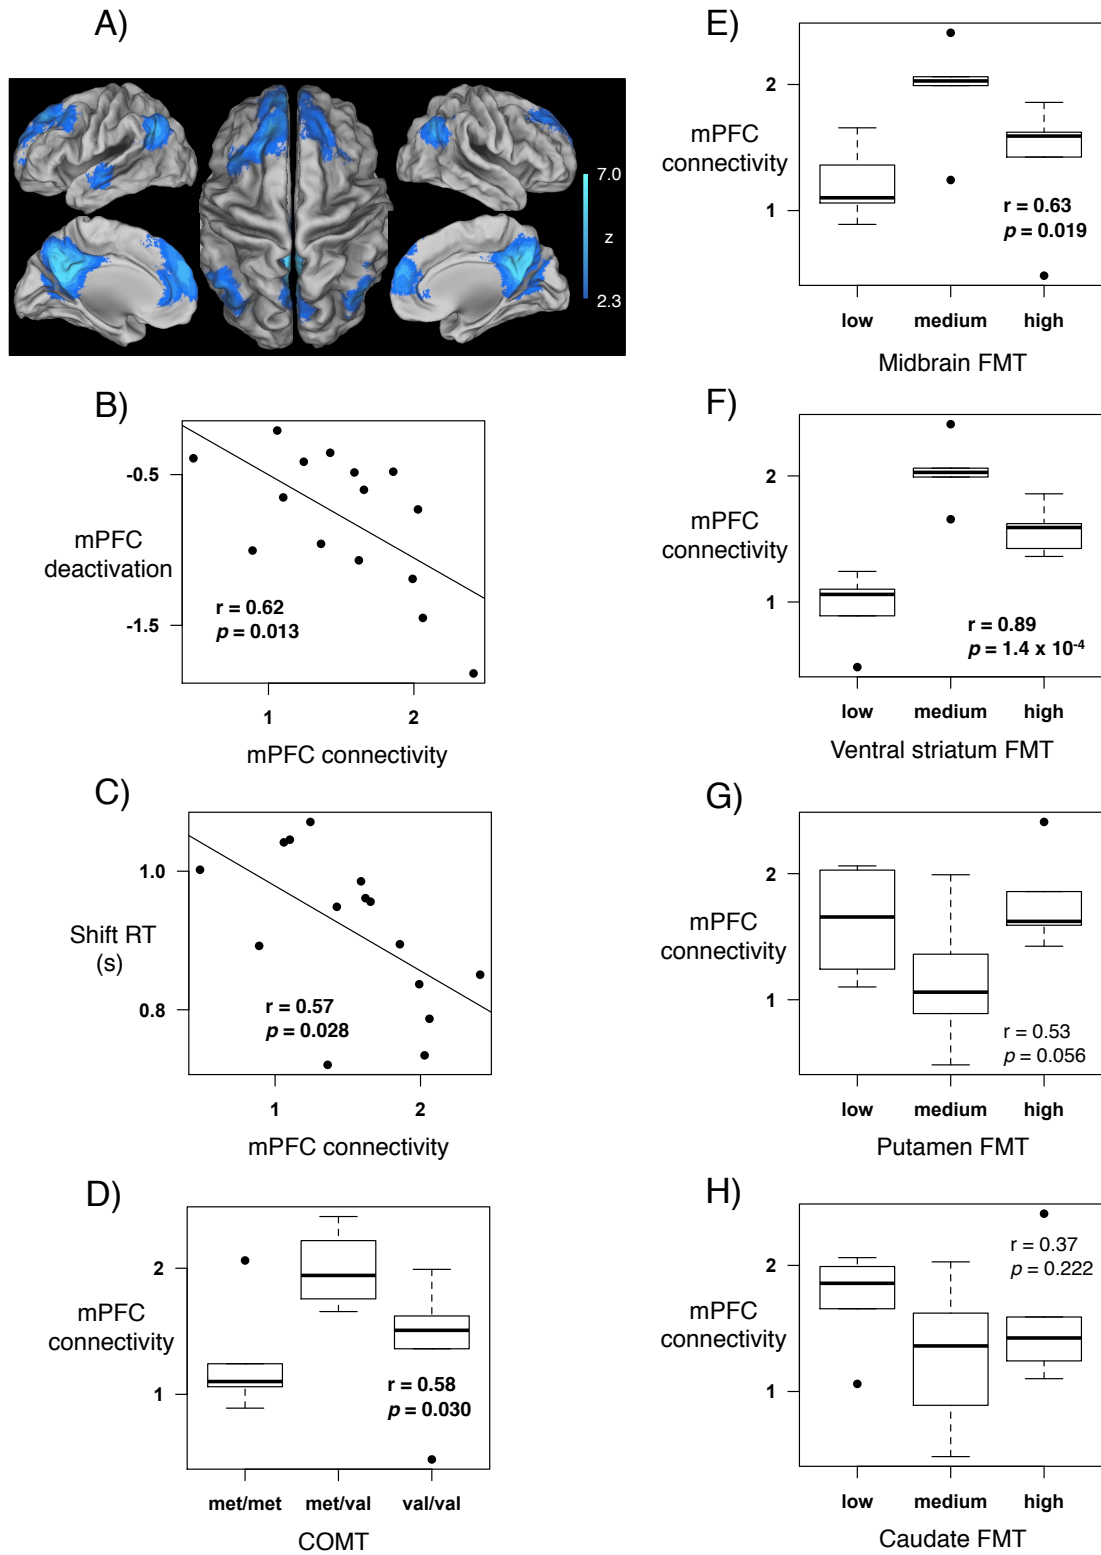 A)
7.0
z
2.3
B)
-0.5
mPFC
deactivation
-1.5
r = 0.62
p = 0.013
1 2
mPFC connectivity
C)
1.0
Shift RT
(s)
0.8
r = 0.57
p = 0.028
1 2
mPFC connectivity
D)
2
mPFC
connectivity
1
r = 0.58
p = 0.030
met/met met/val val/val
COMT
E)
2
mPFC
connectivity
1
r = 0.63
p = 0.019
low medium high
Midbrain FMT
F)
2
mPFC
connectivity
1
r = 0.89
p = 1.4 x 10⁻⁴
low medium high
Ventral striatum FMT
G)
2
mPFC
connectivity
1
r = 0.53
p = 0.056
low medium high
Putamen FMT
H)
r = 0.37
p = 0.222
2
mPFC
connectivity
1
low medium high
Caudate FMT